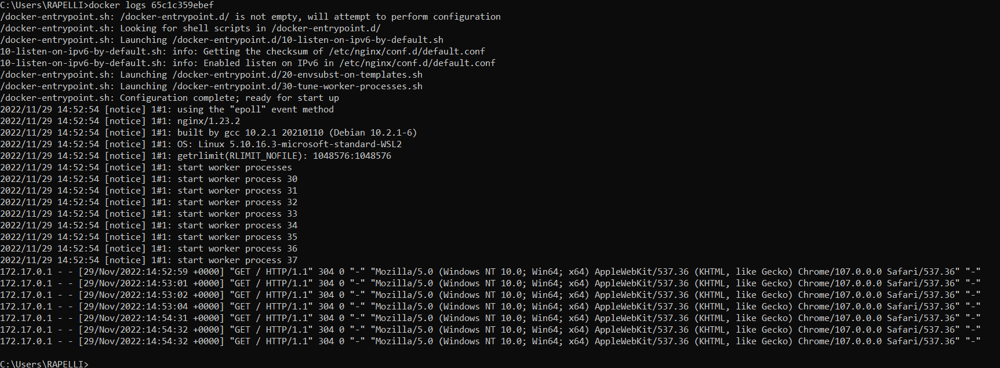 C:\Users\RAPELLI>docker logs 65c1c359ebef
/docker-entrypoint.sh: /docker-entrypoint.d/ is not empty, will attempt to perform configuration
/docker-entrypoint.sh: Looking for shell scripts in /docker-entrypoint.d/
/docker-entrypoint.sh: Launching /docker-entrypoint.d/10-listen-on-ipv6-by-default.sh
10-listen-on-ipv6-by-default.sh: info: Getting the checksum of /etc/nginx/conf.d/default.conf
10-listen-on-ipv6-by-default.sh: info: Enabled listen on IPv6 in /etc/nginx/conf.d/default.conf
/docker-entrypoint.sh: Launching /docker-entrypoint.d/20-envsubst-on-templates.sh
/docker-entrypoint.sh: Launching /docker-entrypoint.d/30-tune-worker-processes.sh
/docker-entrypoint.sh: Configuration complete; ready for start up
2022/11/29 14:52:54 [notice] 1#1: using the "epoll" event method
2022/11/29 14:52:54 [notice] 1#1: nginx/1.23.2
2022/11/29 14:52:54 [notice] 1#1: built by gcc 10.2.1 20210110 (Debian 10.2.1-6)
2022/11/29 14:52:54 [notice] 1#1: OS: Linux 5.10.16.3-microsoft-standard-WSL2
2022/11/29 14:52:54 [notice] 1#1: getrlimit(RLIMIT_NOFILE): 1048576:1048576
2022/11/29 14:52:54 [notice] 1#1: start worker processes
2022/11/29 14:52:54 [notice] 1#1: start worker process 30
2022/11/29 14:52:54 [notice] 1#1: start worker process 31
2022/11/29 14:52:54 [notice] 1#1: start worker process 32
2022/11/29 14:52:54 [notice] 1#1: start worker process 33
2022/11/29 14:52:54 [notice] 1#1: start worker process 34
2022/11/29 14:52:54 [notice] 1#1: start worker process 35
2022/11/29 14:52:54 [notice] 1#1: start worker process 36
2022/11/29 14:52:54 [notice] 1#1: start worker process 37
172.17.0.1 - - [29/Nov/2022:14:52:59 +0000] "GET / HTTP/1.1" 304 0 "-" "Mozilla/5.0 (Windows NT 10.0; Win64; x64) AppleWebKit/537.36 (KHTML, like Gecko) Chrome/107.0.0.0 Safari/537.36" "-"
172.17.0.1 - - [29/Nov/2022:14:53:01 +0000] "GET / HTTP/1.1" 304 0 "-" "Mozilla/5.0 (Windows NT 10.0; Win64; x64) AppleWebKit/537.36 (KHTML, like Gecko) Chrome/107.0.0.0 Safari/537.36" "-"
172.17.0.1 - - [29/Nov/2022:14:53:02 +0000] "GET / HTTP/1.1" 304 0 "-" "Mozilla/5.0 (Windows NT 10.0; Win64; x64) AppleWebKit/537.36 (KHTML, like Gecko) Chrome/107.0.0.0 Safari/537.36" "-"
172.17.0.1 - - [29/Nov/2022:14:53:04 +0000] "GET / HTTP/1.1" 304 0 "-" "Mozilla/5.0 (Windows NT 10.0; Win64; x64) AppleWebKit/537.36 (KHTML, like Gecko) Chrome/107.0.0.0 Safari/537.36" "-"
172.17.0.1 - - [29/Nov/2022:14:54:31 +0000] "GET / HTTP/1.1" 304 0 "-" "Mozilla/5.0 (Windows NT 10.0; Win64; x64) AppleWebKit/537.36 (KHTML, like Gecko) Chrome/107.0.0.0 Safari/537.36" "-"
172.17.0.1 - - [29/Nov/2022:14:54:32 +0000] "GET / HTTP/1.1" 304 0 "-" "Mozilla/5.0 (Windows NT 10.0; Win64; x64) AppleWebKit/537.36 (KHTML, like Gecko) Chrome/107.0.0.0 Safari/537.36" "-"
172.17.0.1 - - [29/Nov/2022:14:54:32 +0000] "GET / HTTP/1.1" 304 0 "-" "Mozilla/5.0 (Windows NT 10.0; Win64; x64) AppleWebKit/537.36 (KHTML, like Gecko) Chrome/107.0.0.0 Safari/537.36" "-"
C:\Users\RAPELLI>